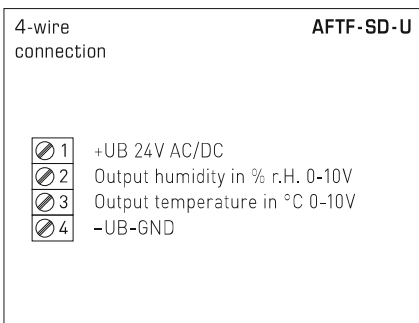 4-wire AFTF-SD-U
connection
1 +UB 24V AC/DC
2 Output humidity in % r.H. 0-10V
3 Output temperature in °C 0-10V
4 -UB-GND